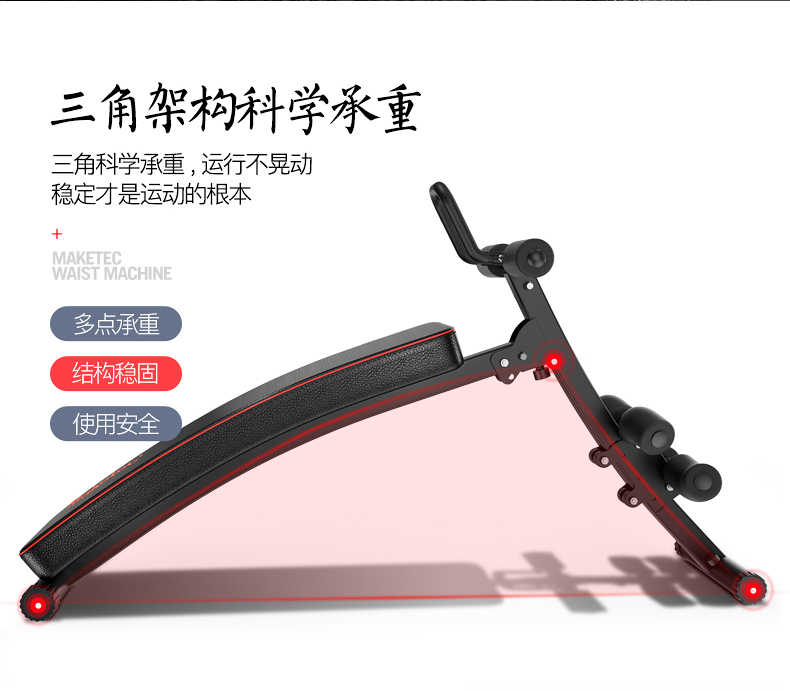 三角架构科学承重
三角科学承重，运行不晃动
稳定才是运动的根本
+
MAKETEC
WAIST MACHINE
多点承重
结构稳固
使用安全